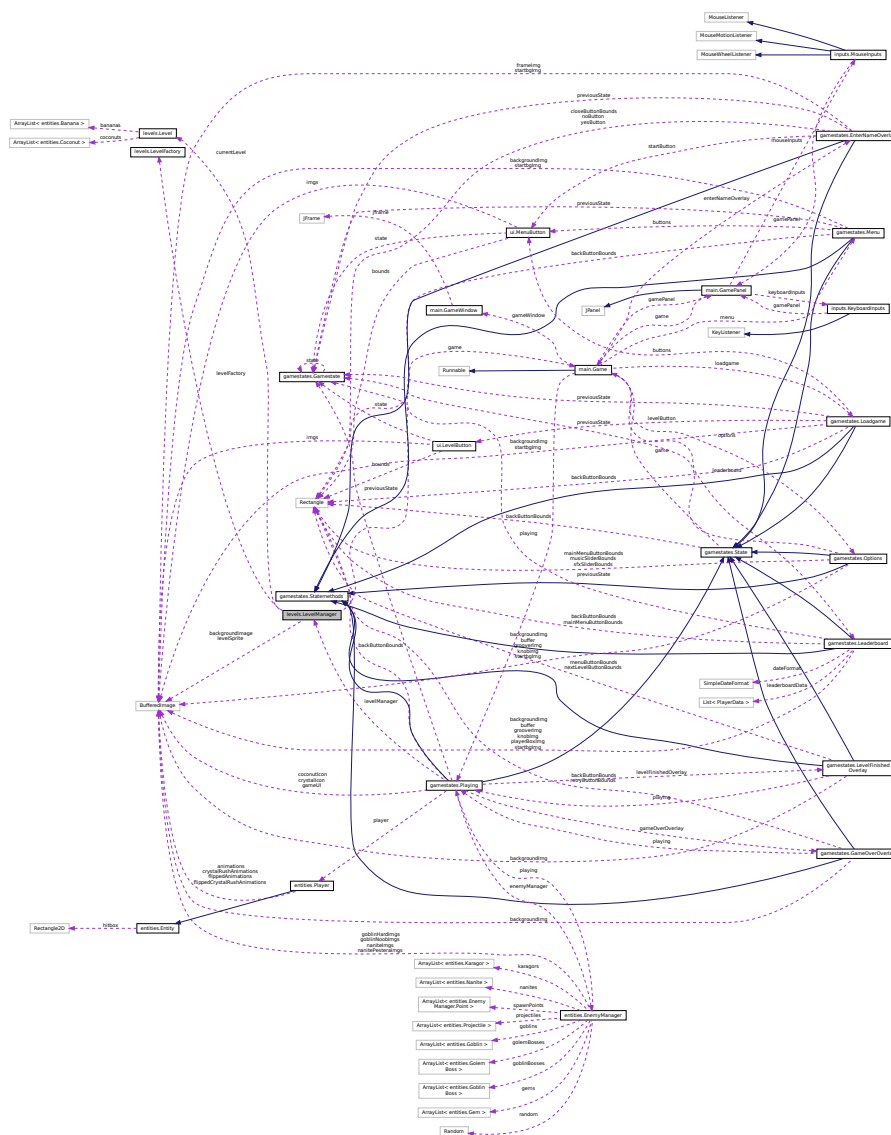 MouseListener
MouseMotionListener
MouseWheelListener
inputs.MouseInputs
frameImg
startbgImg
previousState
closeButtonBounds
noButton
yesButton
ArrayList< entities.Banana >
bananas
levels.Level
ArrayList< entities.Coconut >
coconuts
levels.LevelFactory
currentLevel
gamestates.EnterNameOverlay
startButton
mouseInputs
backgroundImg
startbgImg
imgs
enterNameOverlay
previousState
jframe
JFrame
gamePanel
buttons
ui.MenuButton
gamestates.Menu
state
backButtonBounds
bounds
main.GamePanel
keyboardInputs
gamePanel
inputs.KeyboardInputs
JPanel
gamePanel
main.GameWindow
gameWindow
game
menu
KeyListener
game
buttons
state
loadgame
levelFactory
gamestates.Gamestate
Runnable
main.Game
previousState
state
levelButton
gamestates.Loadgame
previousState
options
imgs
ui.LevelButton
backgroundImg
startbgImg
game
bounds
leaderboard
previousState
backButtonBounds
Rectangle
backButtonBounds
playing
mainMenuButtonBounds
musicSliderBounds
sfxSliderBounds
gamestates.State
gamestates.Options
previousState
gamestates.Statemethods
levels.LevelManager
backButtonBounds
mainMenuButtonBounds
backgroundImage
levelSprite
backButtonBounds
backgroundImg
buffer
grooverImg
knobImg
startbgImg
gamestates.Leaderboard
menuButtonBounds
nextLevelButtonBounds
dateFormat
SimpleDateFormat
leaderboardData
List< PlayerData >
BufferedImage
levelManager
backgroundImg
buffer
grooverImg
knobImg
playerBoxImg
startbgImg
coconutIcon
crystalIcon
gameUI
gamestates.Playing
levelFinishedOverlay
backButtonBounds
retryButtonBounds
gamestates.LevelFinished
Overlay
playing
player
gameOverOverlay
playing
gamestates.GameOverOverlay
backgroundImg
animations
crystalRushAnimations
flippedAnimations
flippedCrystalRushAnimations
entities.Player
playing
enemyManager
Rectangle2D
hitbox
entities.Entity
backgroundImg
goblinHardImgs
goblinNoobImgs
naniteImgs
nanitePesteraImgs
ArrayList< entities.Karagor >
karagors
ArrayList< entities.Nanite >
nanites
ArrayList< entities.Enemy
Manager.Point >
spawnPoints
projectiles
entities.EnemyManager
ArrayList< entities.Projectile >
goblins
ArrayList< entities.Goblin >
golemBosses
ArrayList< entities.Golem
Boss >
goblinBosses
ArrayList< entities.Goblin
Boss >
gems
ArrayList< entities.Gem >
random
Random